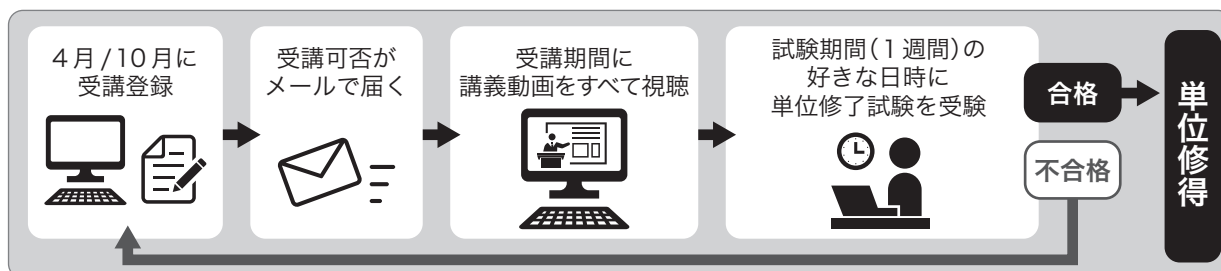 4月/10月に
受講登録
受講可否が
メールで届く
受講期間に
講義動画をすべて視聴
試験期間(1週間)の
好きな日時に
単位修了試験を受験
合格
不合格
単位修得